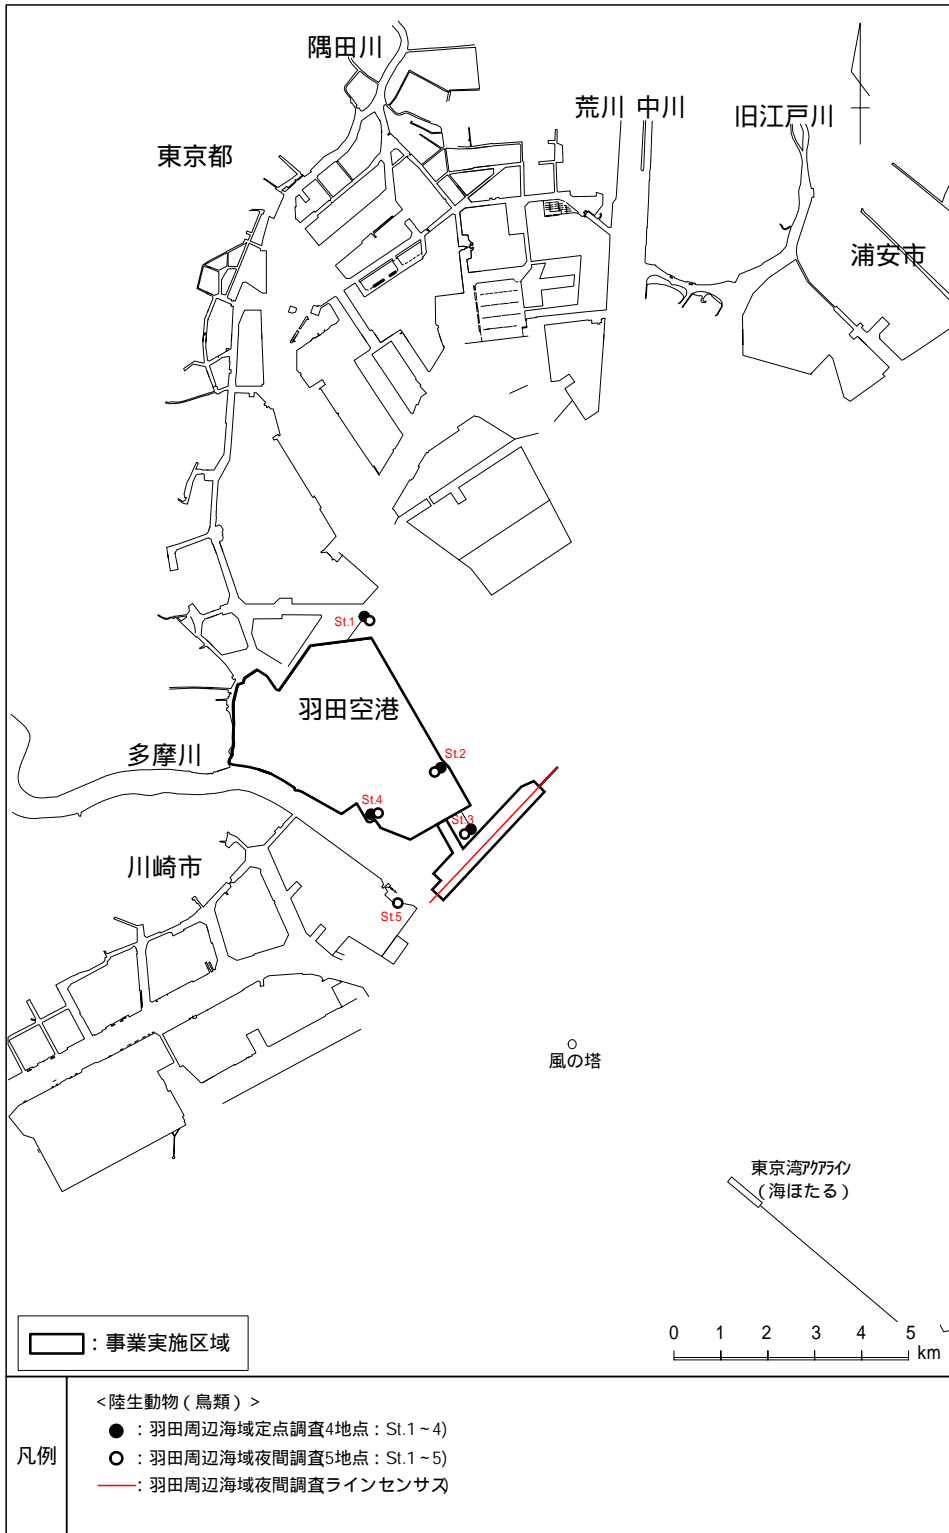 隅田川
荒川 中川
旧江戸川
東京都
浦安市
St.1
羽田空港
St.2
多摩川
St.4
St.3
川崎市
St.5
風の塔
東京湾アクアライン
（海ほたる）
：事業実施区域
0 1 2 3 4 5
km
凡例
<陸生動物（鳥類）>
：羽田周辺海域定点調査(4地点：St.1~4)
：羽田周辺海域夜間調査(5地点：St.1~5)
：羽田周辺海域夜間調査(ラインセンサス)